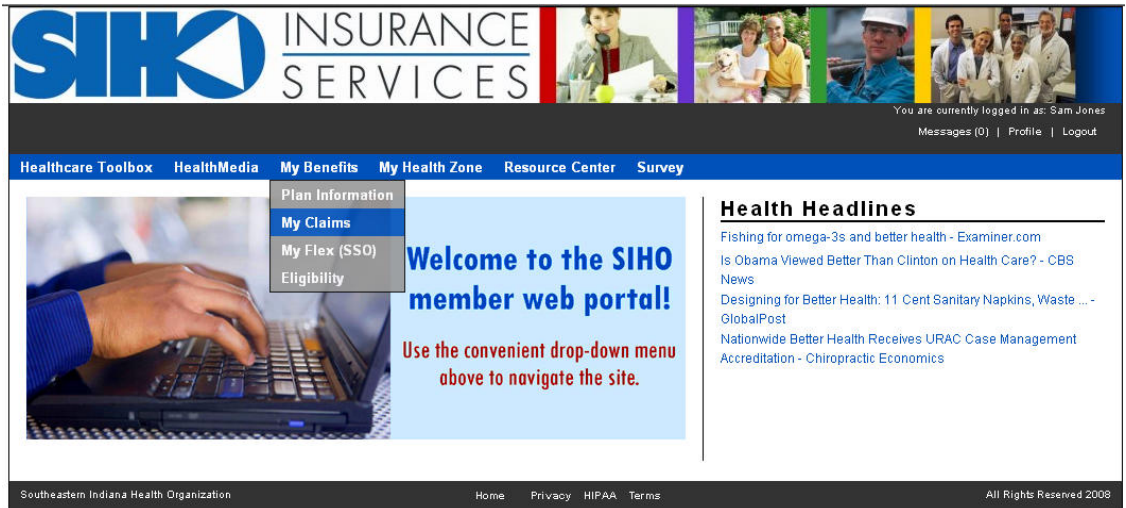 SIHO INSURANCE
SERVICES
You are currently logged in as: Sam Jones
Messages (0) | Profile | Logout
Healthcare Toolbox HealthMedia My Benefits My Health Zone Resource Center Survey
Plan Information
My Claims
My Flex (SSO)
Eligibility
Welcome to the SIHO
member web portal!
Use the convenient drop-down menu
above to navigate the site.
Health Headlines
Fishing for omega-3s and better health - Examiner.com
Is Obama Viewed Better Than Clinton on Health Care? - CBS
News
Designing for Better Health: 11 Cent Sanitary Napkins, Waste ... -
GlobalPost
Nationwide Better Health Receives URAC Case Management
Accreditation - Chiropractic Economics
Southeastern Indiana Health Organization Home Privacy HIPAA Terms All Rights Reserved 2008